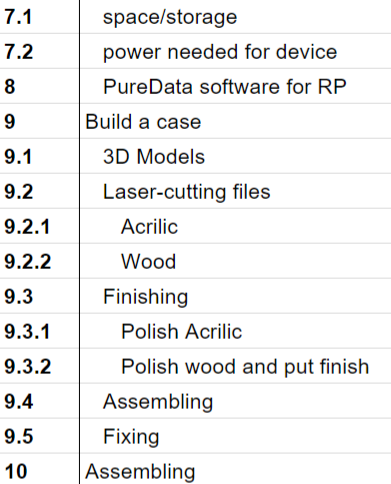 7.1 space/storage
7.2 power needed for device
8 PureData software for RP
9 Build a case
9.1 3D Models
9.2 Laser-cutting files
9.2.1 Acrilic
9.2.2 Wood
9.3 Finishing
9.3.1 Polish Acrilic
9.3.2 Polish wood and put finish
9.4 Assembling
9.5 Fixing
10 Assembling